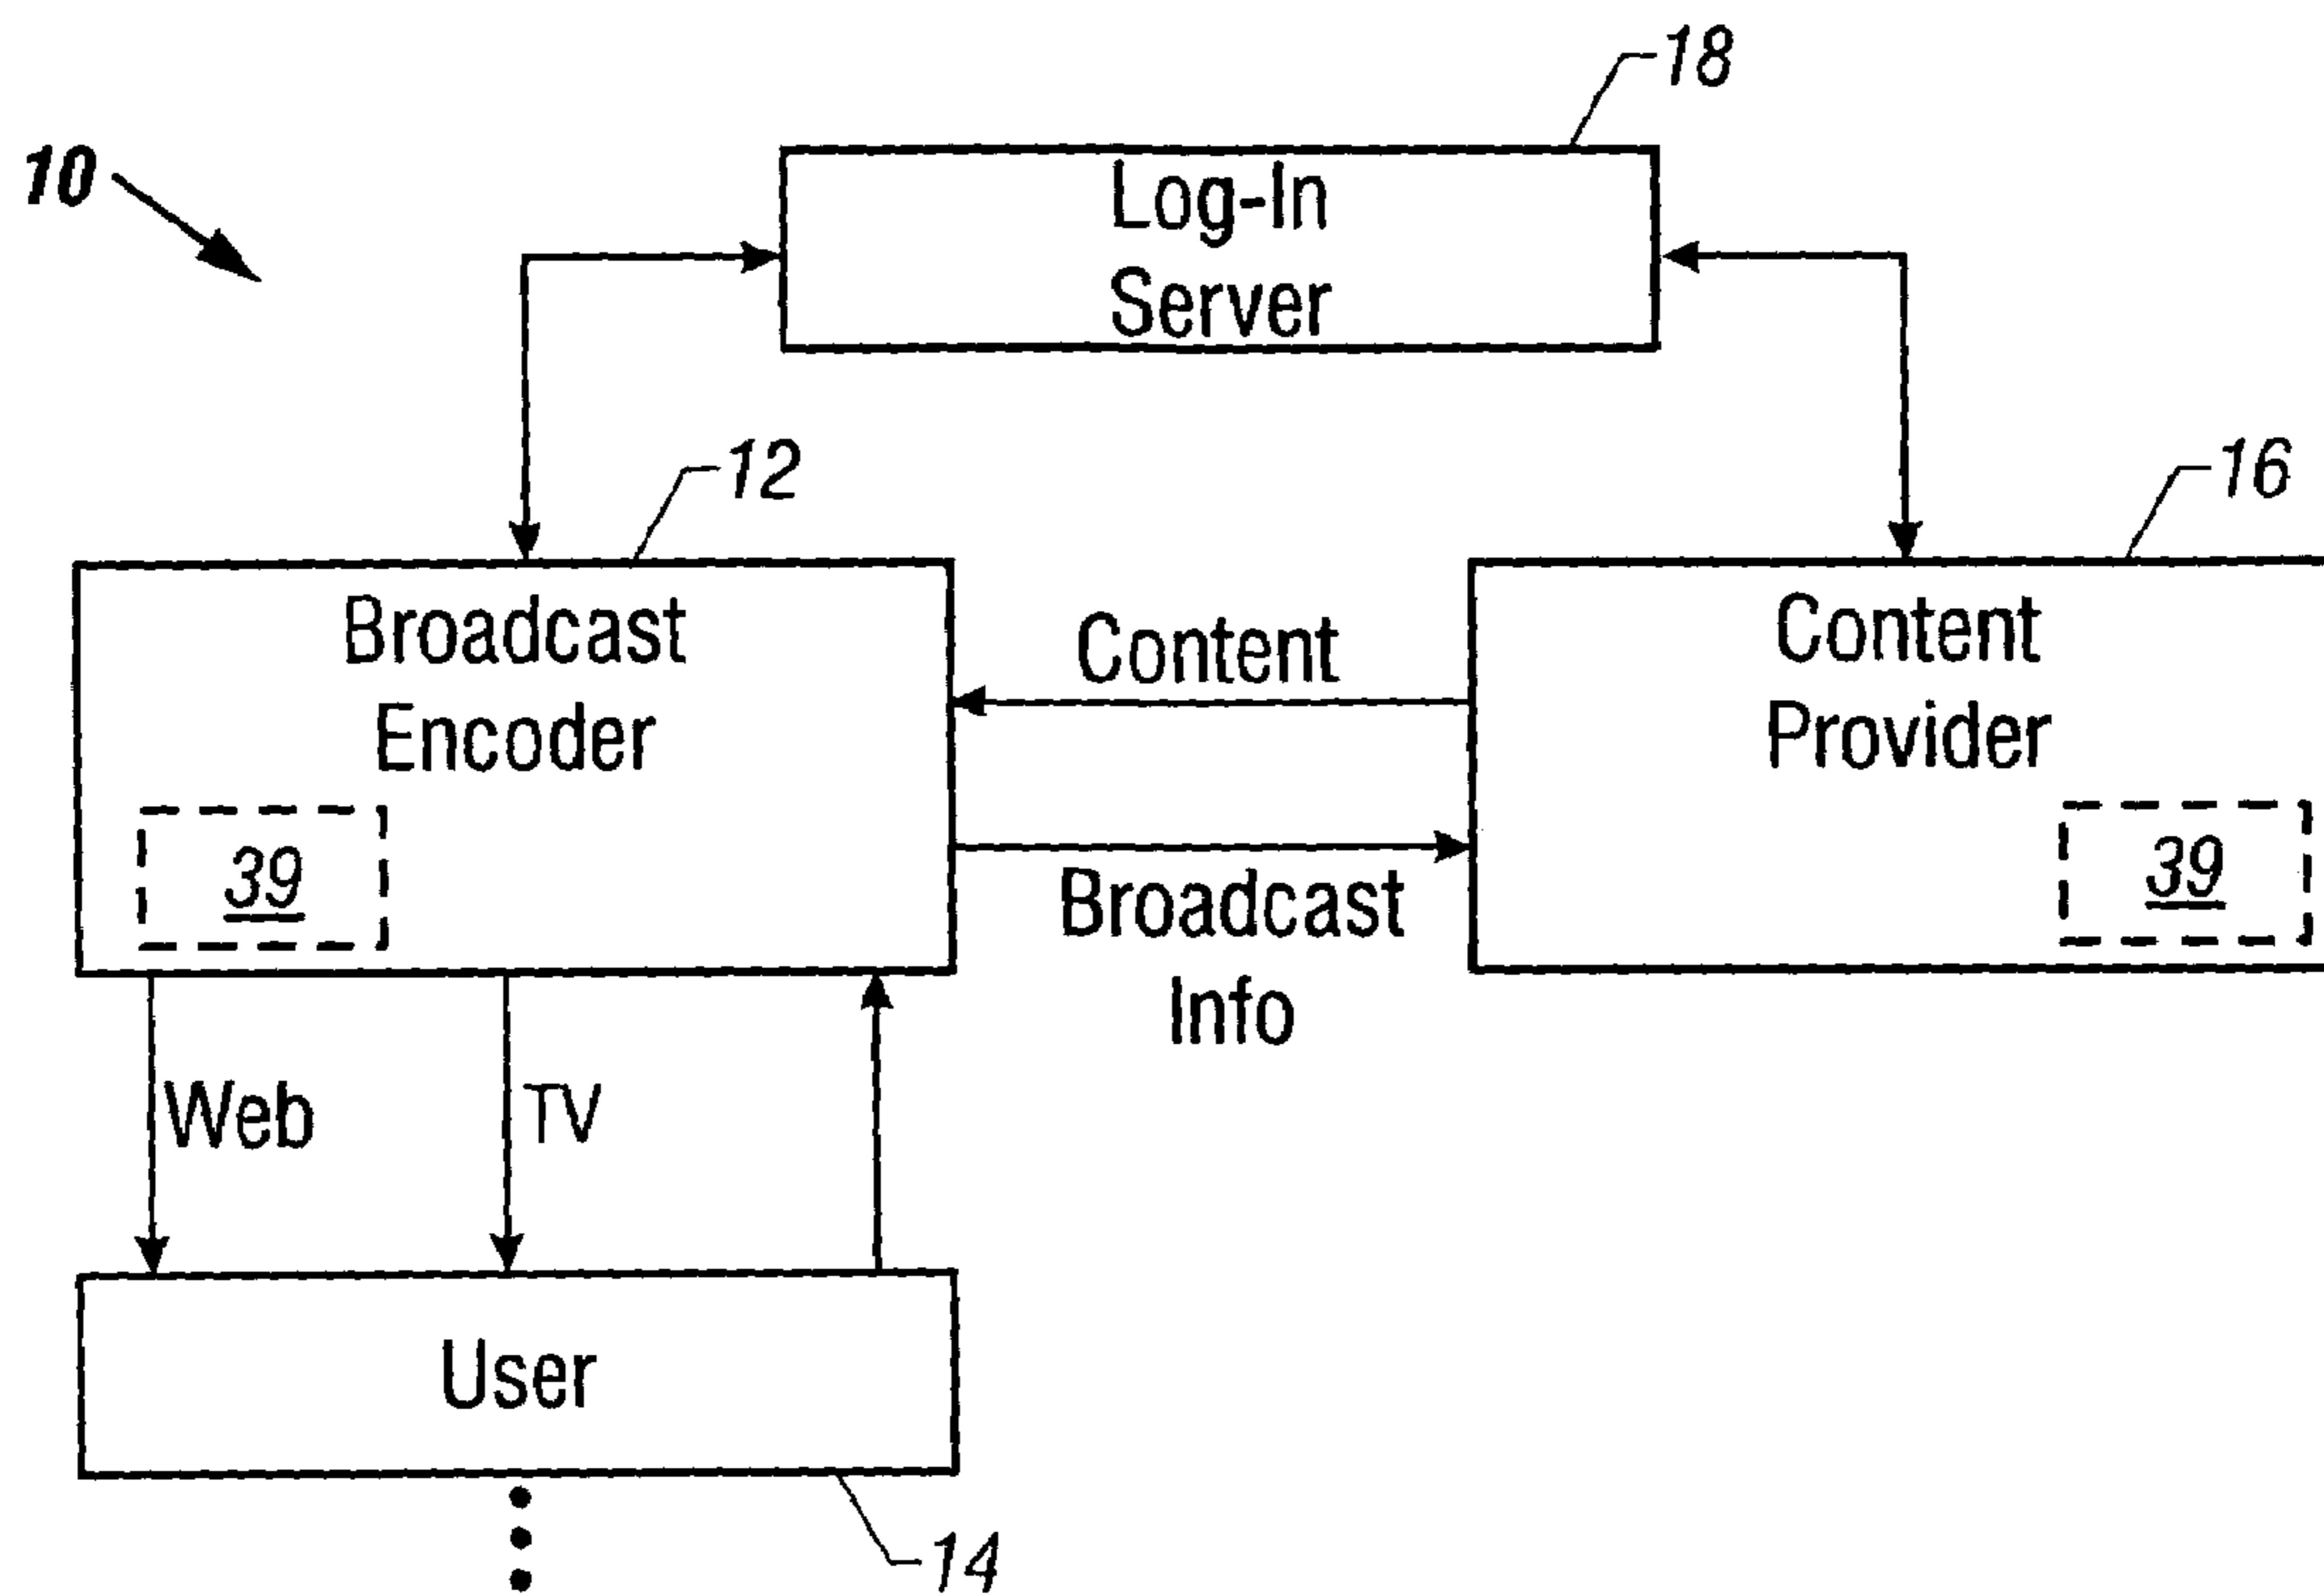 18
10
Log-In
Server
12
16
Broadcast
Encoder
Content
Content
Provider
39
Broadcast
Info
39
Web
TV
User
14